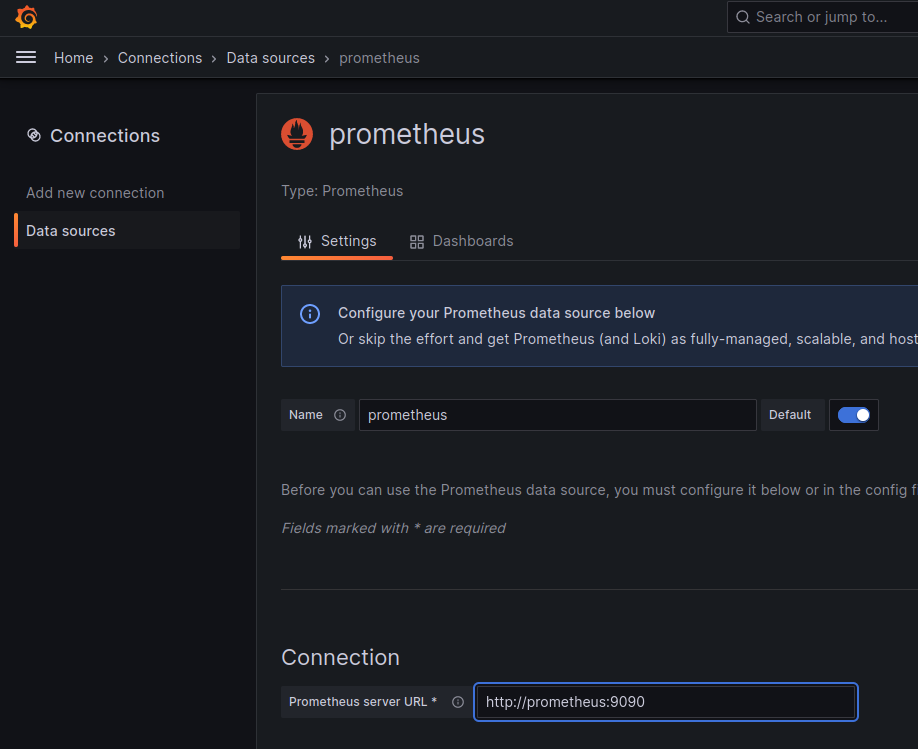 Search or jump to...
Home › Connections › Data sources › prometheus
Connections
Add new connection
Data sources
prometheus
Type: Prometheus
Settings
Dashboards
Configure your Prometheus data source below
Or skip the effort and get Prometheus (and Loki) as fully-managed, scalable, and host
Name
prometheus
Default
Before you can use the Prometheus data source, you must configure it below or in the config f
Fields marked with * are required
Connection
Prometheus server URL *
http://prometheus:9090